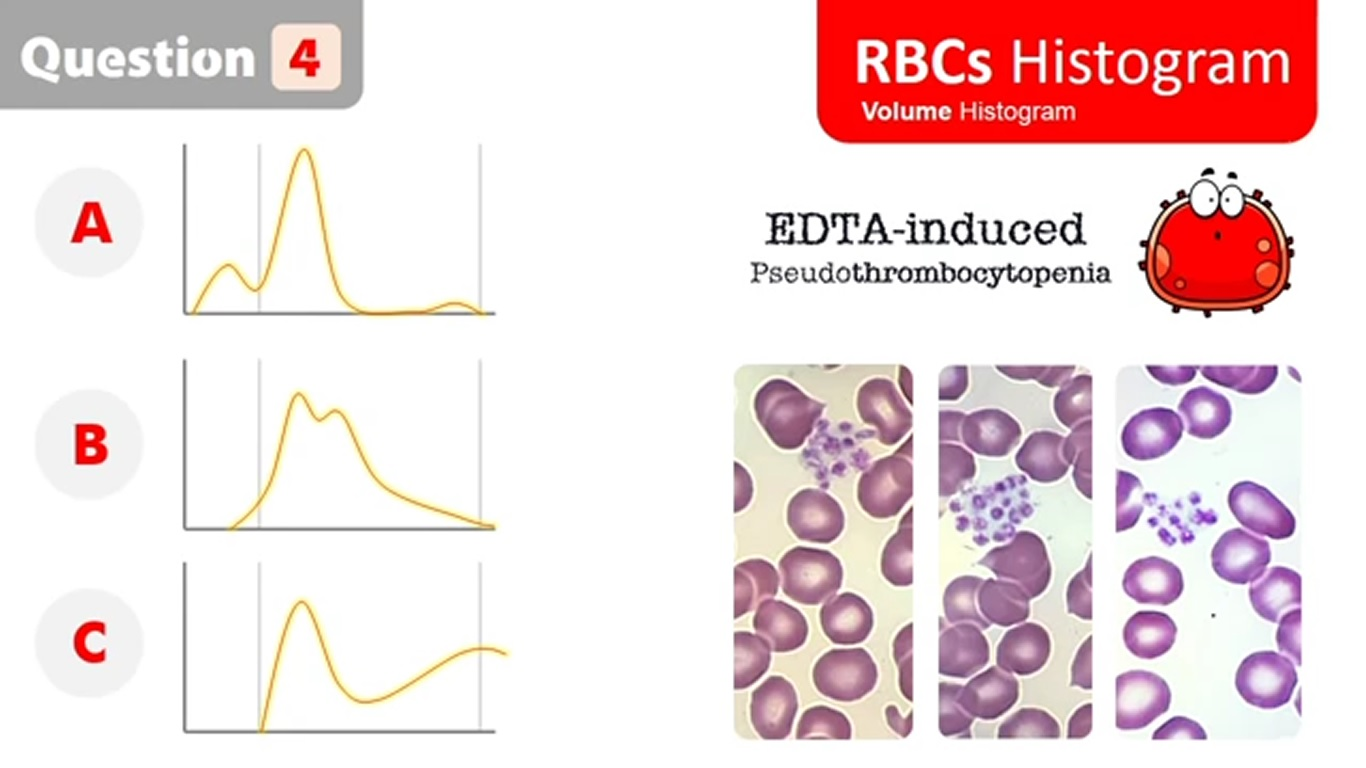 Question 4
RBCs Histogram
Volume Histogram
A
EDTA-induced
Pseudothrombocytopenia
B
C